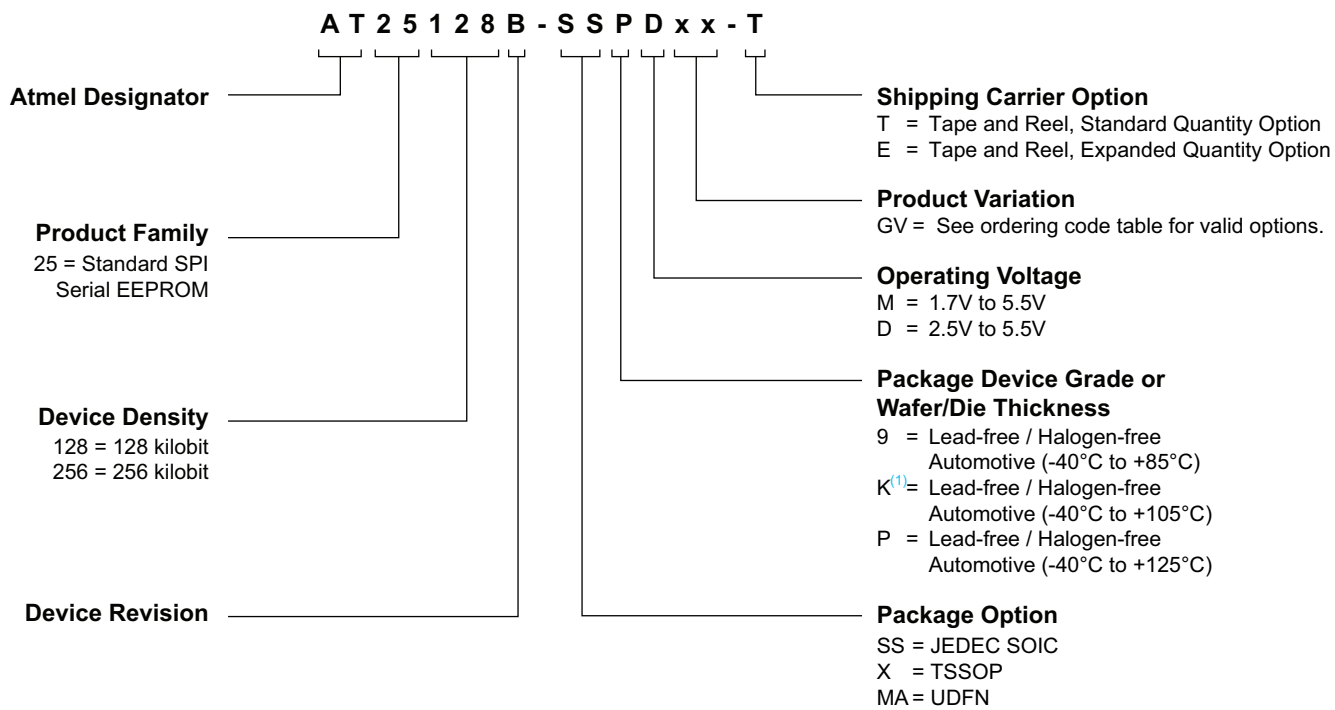 AT25128B-SSPDxx-T
Atmel Designator
Product Family
25 = Standard SPI
Serial EEPROM
Device Density
128 = 128 kilobit
256 = 256 kilobit
Device Revision
Shipping Carrier Option
T = Tape and Reel, Standard Quantity Option
E = Tape and Reel, Expanded Quantity Option
Product Variation
GV = See ordering code table for valid options.
Operating Voltage
M = 1.7V to 5.5V
D = 2.5V to 5.5V
Package Device Grade or
Wafer/Die Thickness
9 = Lead-free / Halogen-free
Automotive (-40°C to +85°C)
K(1)= Lead-free / Halogen-free
Automotive (-40°C to +105°C)
P = Lead-free / Halogen-free
Automotive (-40°C to +125°C)
Package Option
SS = JEDEC SOIC
X = TSSOP
MA = UDFN